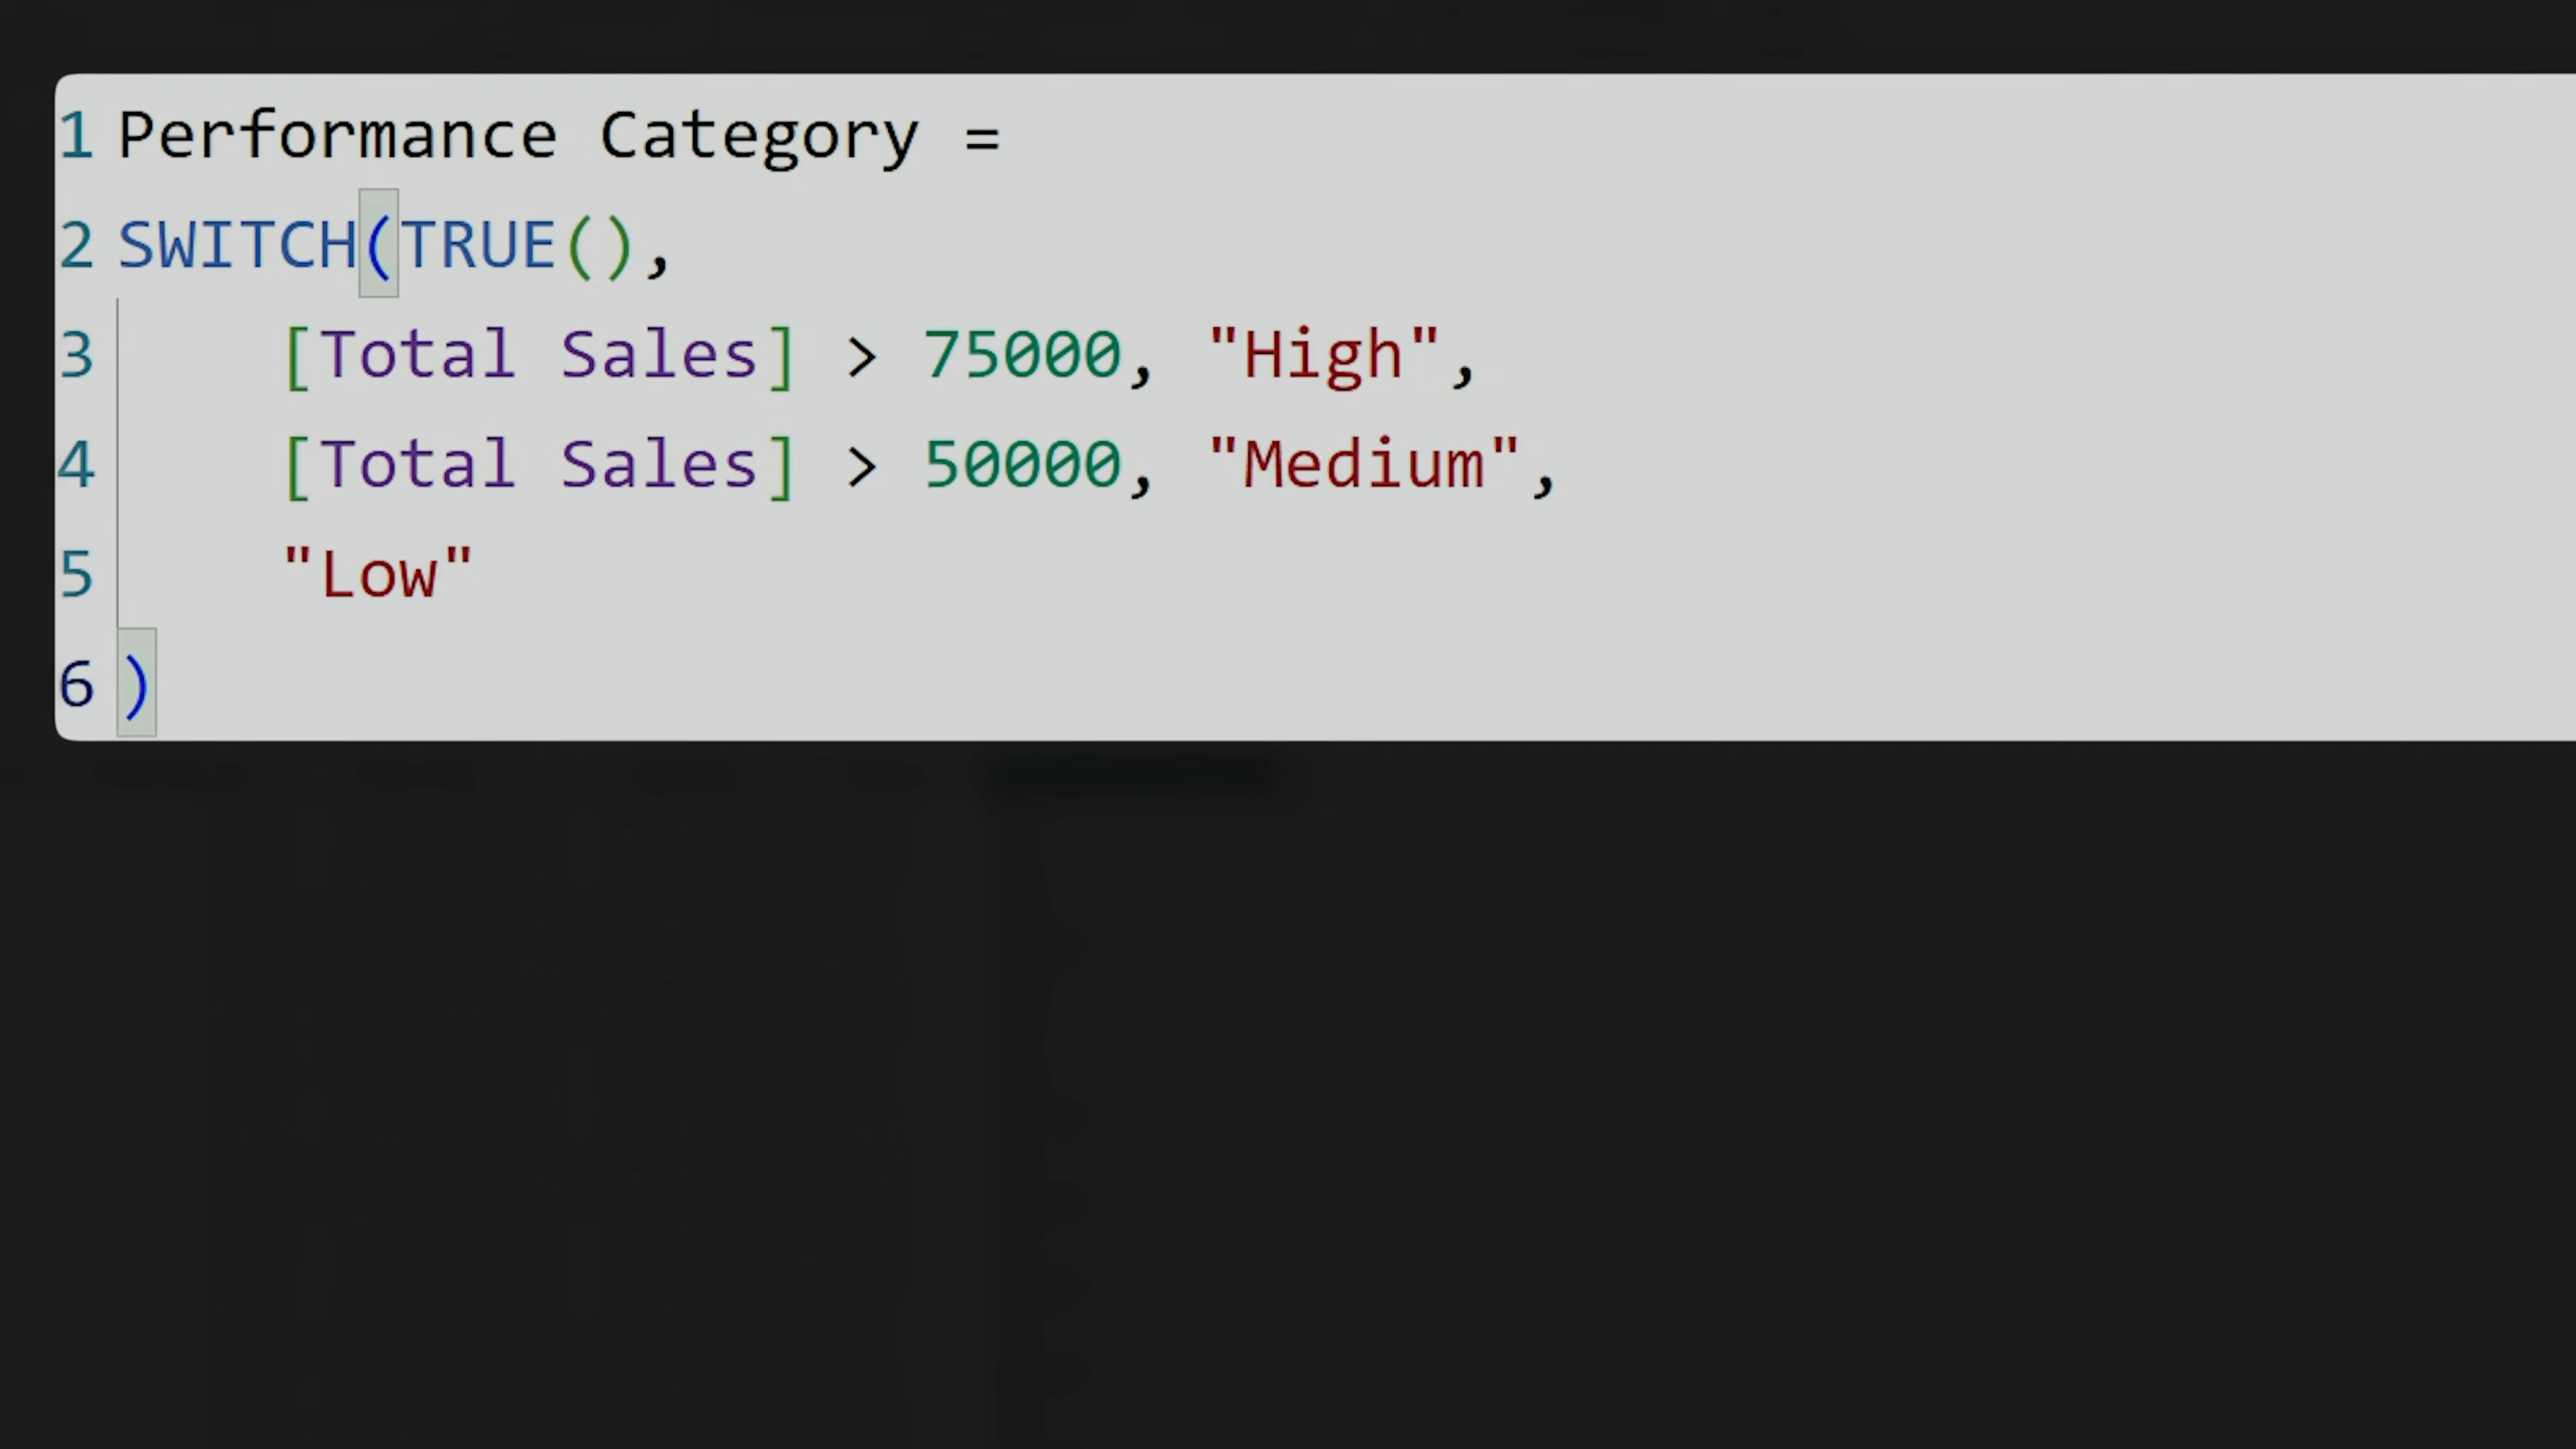 1 Performance Category =
2 SWITCH(TRUE(),
3 [Total Sales] > 75000, "High",
4 [Total Sales] > 50000, "Medium",
5 "Low"
6 )